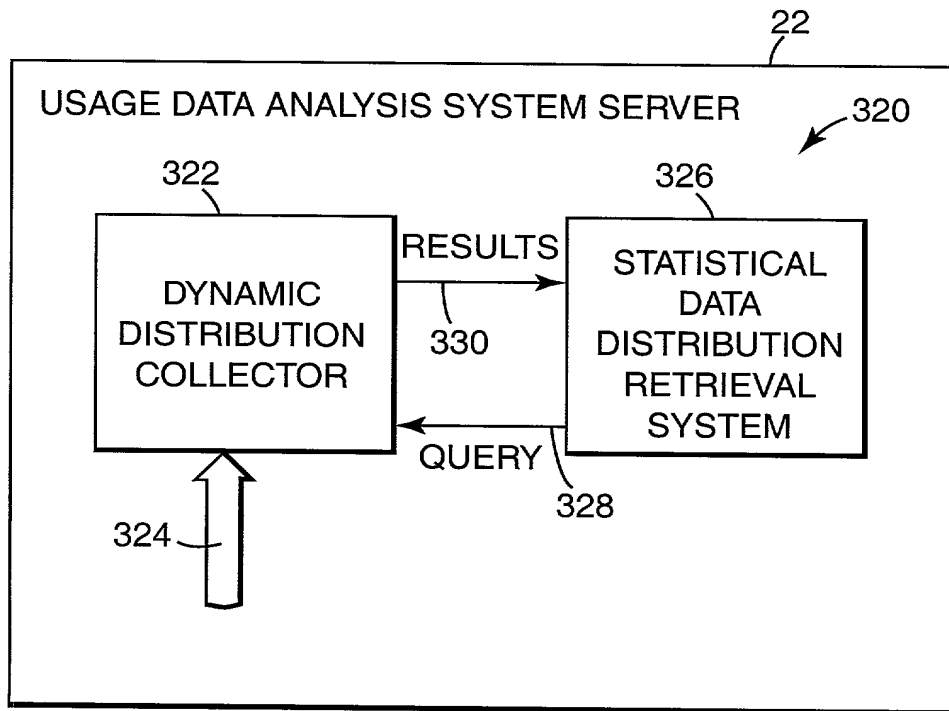 22
USAGE DATA ANALYSIS SYSTEM SERVER
320
322
326
RESULTS
DYNAMIC
DISTRIBUTION
COLLECTOR
STATISTICAL
DATA
DISTRIBUTION
RETRIEVAL
SYSTEM
330
QUERY
328
324